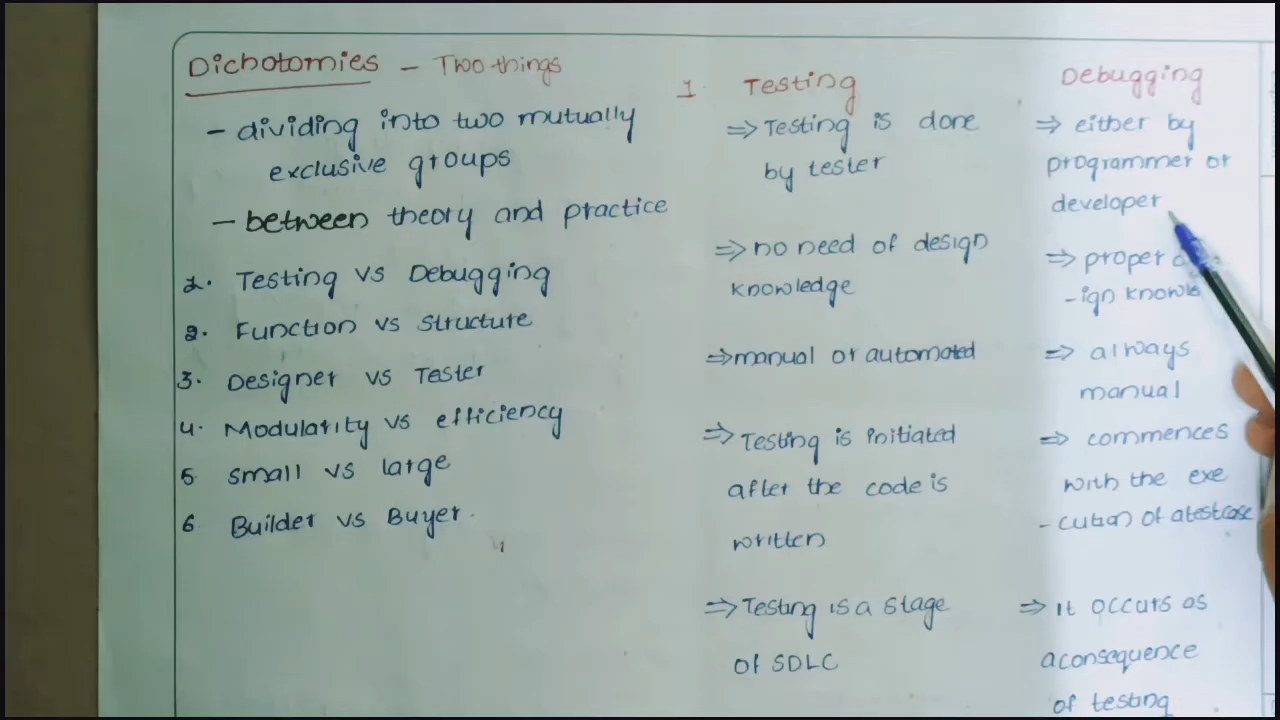 Dichotomies - Two things
- dividing into two mutually
exclusive groups
- between theory and practice
1. Testing vs Debugging
2. Function vs Structure
3. Designer vs Tester
4. Modularity vs efficiency
5 small vs large
6 Builder vs Buyer.
1 Testing
⇒ Testing is done
by tester
⇒ no need of design
knowledge
⇒ manual or automated
⇒ Testing is initiated
after the code is
written
⇒ Testing is a stage
of SDLC
Debugging
⇒ either by
programmer or
developer
⇒ proper
-ign
⇒ always
manual
⇒ commences
with the exe
-cution of a testcase
⇒ it occurs as
a consequence
of testing